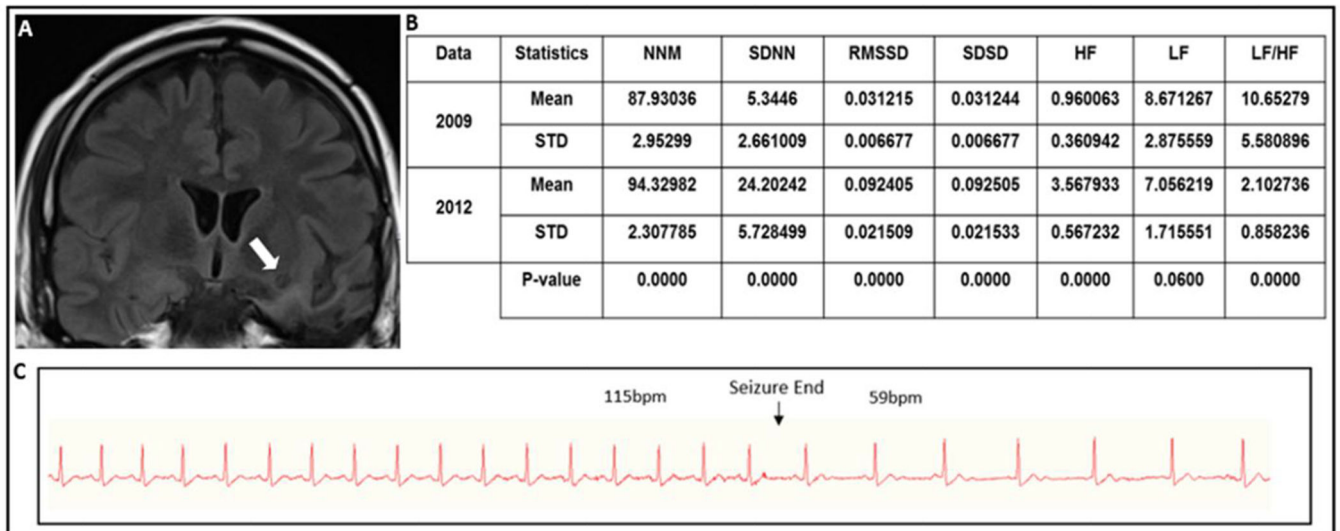 A
B
Data Statistics NNM SDNN RMSSD SDSD HF LF LF/HF
2009
Mean 87.93036 5.3446 0.031215 0.031244 0.960063 8.671267 10.65279
STD 2.95299 2.661009 0.006677 0.006677 0.360942 2.875559 5.580896
2012
Mean 94.32982 24.20242 0.092405 0.092505 3.567933 7.056219 2.102736
STD 2.307785 5.728499 0.021509 0.021533 0.567232 1.715551 0.858236
P-value 0.0000 0.0000 0.0000 0.0000 0.0000 0.0600 0.0000
C
115bpm Seizure End 59bpm